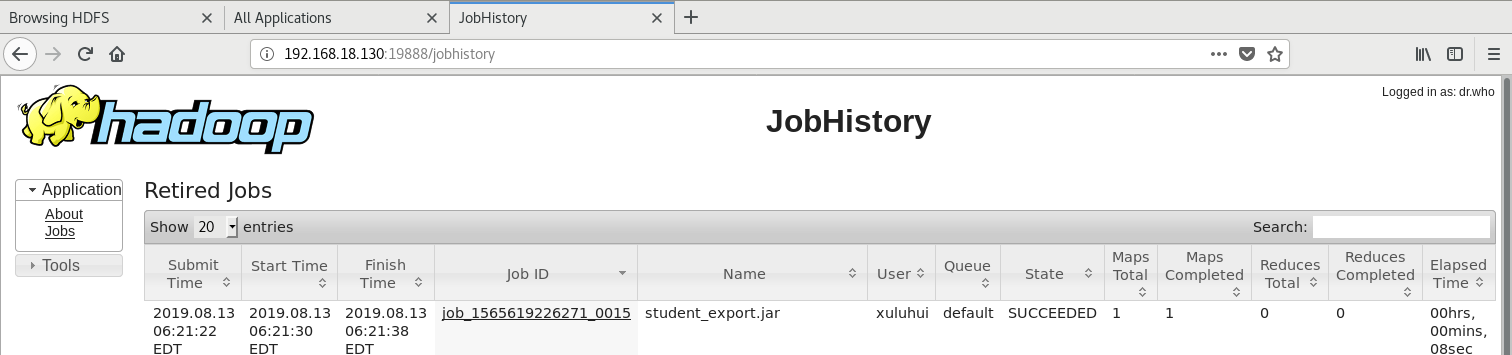 Browsing HDFS
All Applications
JobHistory
192.168.18.130:19888/jobhistory
Logged in as: dr.who
hadoop
JobHistory
Application
About
Jobs
Tools
Retired Jobs
Show 20 entries
Search:
Submit Time
Start Time
Finish Time
Job ID
Name
User
Queue
State
Maps Total
Maps Completed
Reduces Total
Reduces Completed
Elapsed Time
2019.08.13 06:21:22 EDT
2019.08.13 06:21:30 EDT
2019.08.13 06:21:38 EDT
job_1565619226271_0015
student_export.jar
xuluhui
default
SUCCEEDED
1
1
0
0
00hrs, 00mins, 08sec